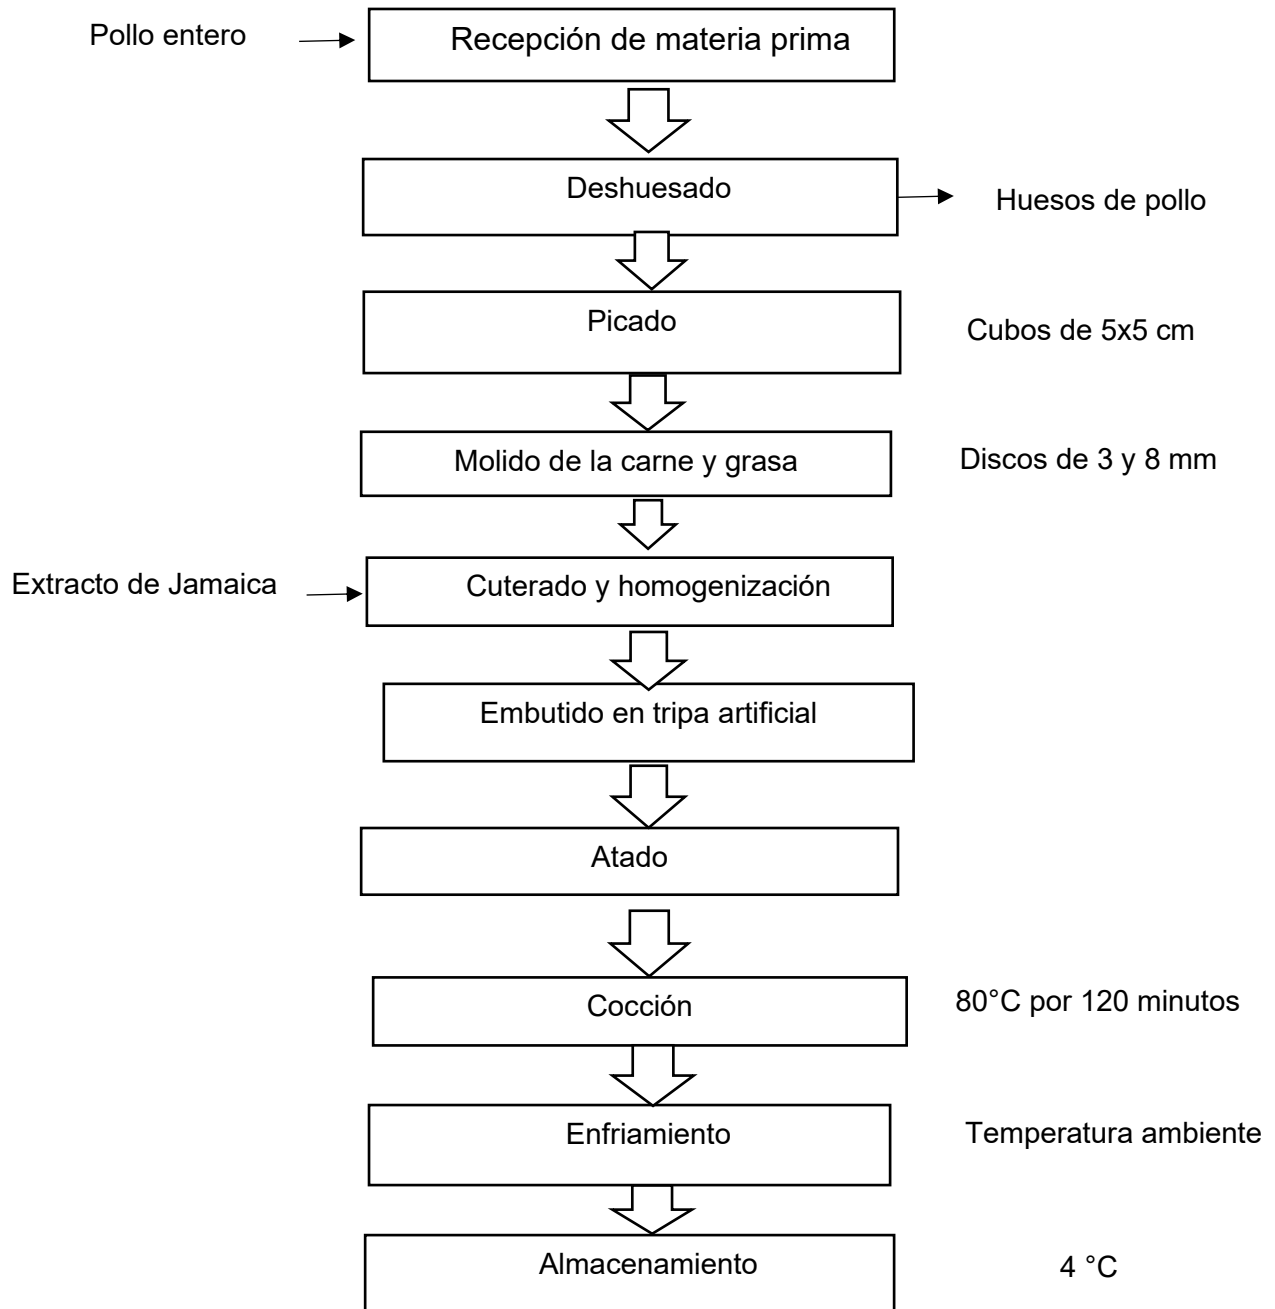 Pollo entero
Recepción de materia prima
Deshuesado
Huesos de pollo
Picado
Cubos de 5x5 cm
Molido de la carne y grasa
Discos de 3 y 8 mm
Extracto de Jamaica
Cuterado y homogenización
Embutido en tripa artificial
Atado
Cocción
80°C por 120 minutos
Enfriamiento
Temperatura ambiente
Almacenamiento
4 °C